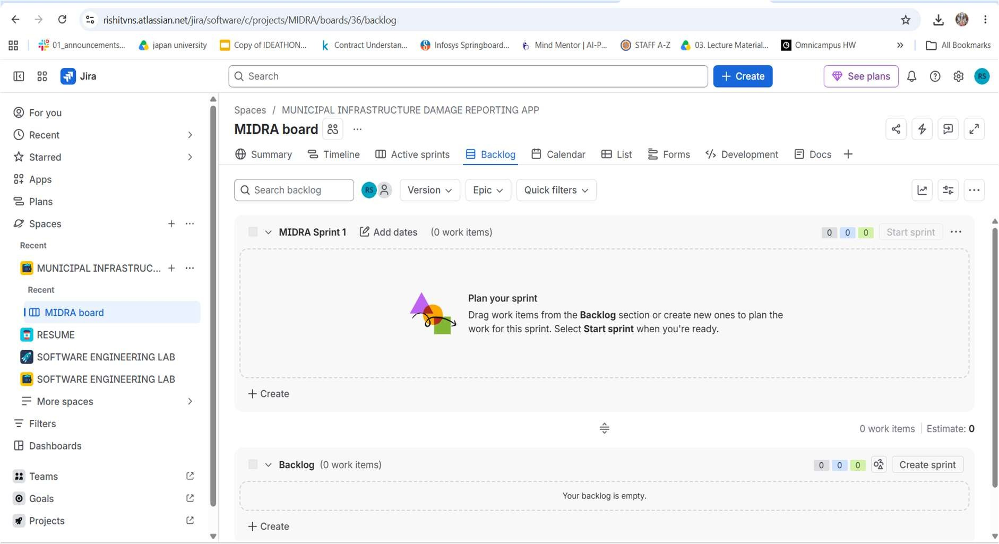 rishitvns.atlassian.net/jira/software/c/projects/MIDRA/boards/36/backlog
01_announcements... japan university Copy of IDEATHON... Contract Understan... Infosys Springboard... Mind Mentor | AI-P... STAFF A-Z 03. Lecture Material... Omnicampus HW » All Bookmarks
Jira Search + Create See plans RS
For you
Recent
Starred
Apps
Plans
Spaces
Recent
MUNICIPAL INFRASTRUC...
Recent
MIDRA board
RESUME
SOFTWARE ENGINEERING LAB
SOFTWARE ENGINEERING LAB
More spaces
Filters
Dashboards
Teams
Goals
Projects
Spaces / MUNICIPAL INFRASTRUCTURE DAMAGE REPORTING APP
MIDRA board
Summary Timeline Active sprints Backlog Calendar List Forms Development Docs
Search backlog RS Version Epic Quick filters
MIDRA Sprint 1 Add dates (0 work items) 0 0 0 Start sprint
Plan your sprint
Drag work items from the Backlog section or create new ones to plan the
work for this sprint. Select Start sprint when you're ready.
+ Create
0 work items Estimate: 0
Backlog (0 work items) 0 0 0 Create sprint
Your backlog is empty.
+ Create